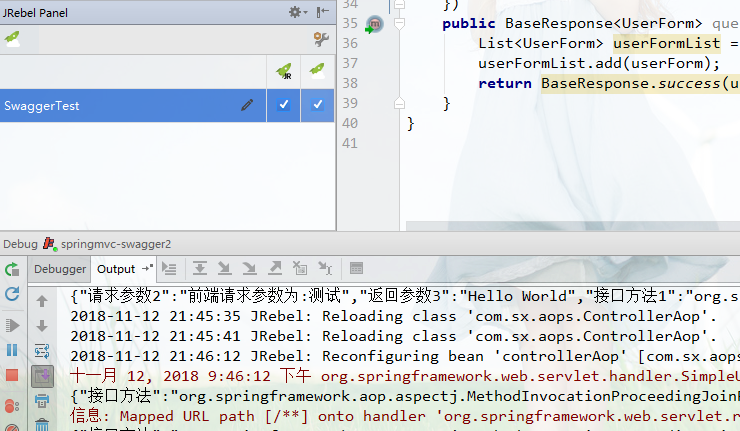 JRebel Panel
JR
SwaggerTest
34 })
35 public BaseResponse<UserForm> que
36 List<UserForm> userFormList =
37 userFormList.add(userForm);
38 return BaseResponse.success(u
39 }
40 }
41
Debug springmvc-swagger2
Debugger Output
{"请求参数2":"前端请求参数为:测试","返回参数3":"Hello World","接口方法1":"org.s
2018-11-12 21:45:35 JRebel: Reloading class 'com.sx.aops.ControllerAop'.
2018-11-12 21:45:41 JRebel: Reloading class 'com.sx.aops.ControllerAop'.
2018-11-12 21:46:12 JRebel: Reconfiguring bean 'controllerAop' [com.sx.aops
十一月 12, 2018 9:46:12 下午 org.springframework.web.servlet.handler.SimpleU
{"接口方法":"org.springframework.aop.aspectj.MethodInvocationProceedingJoinP
信息: Mapped URL path [/**] onto handler 'org.springframework.web.servlet.r